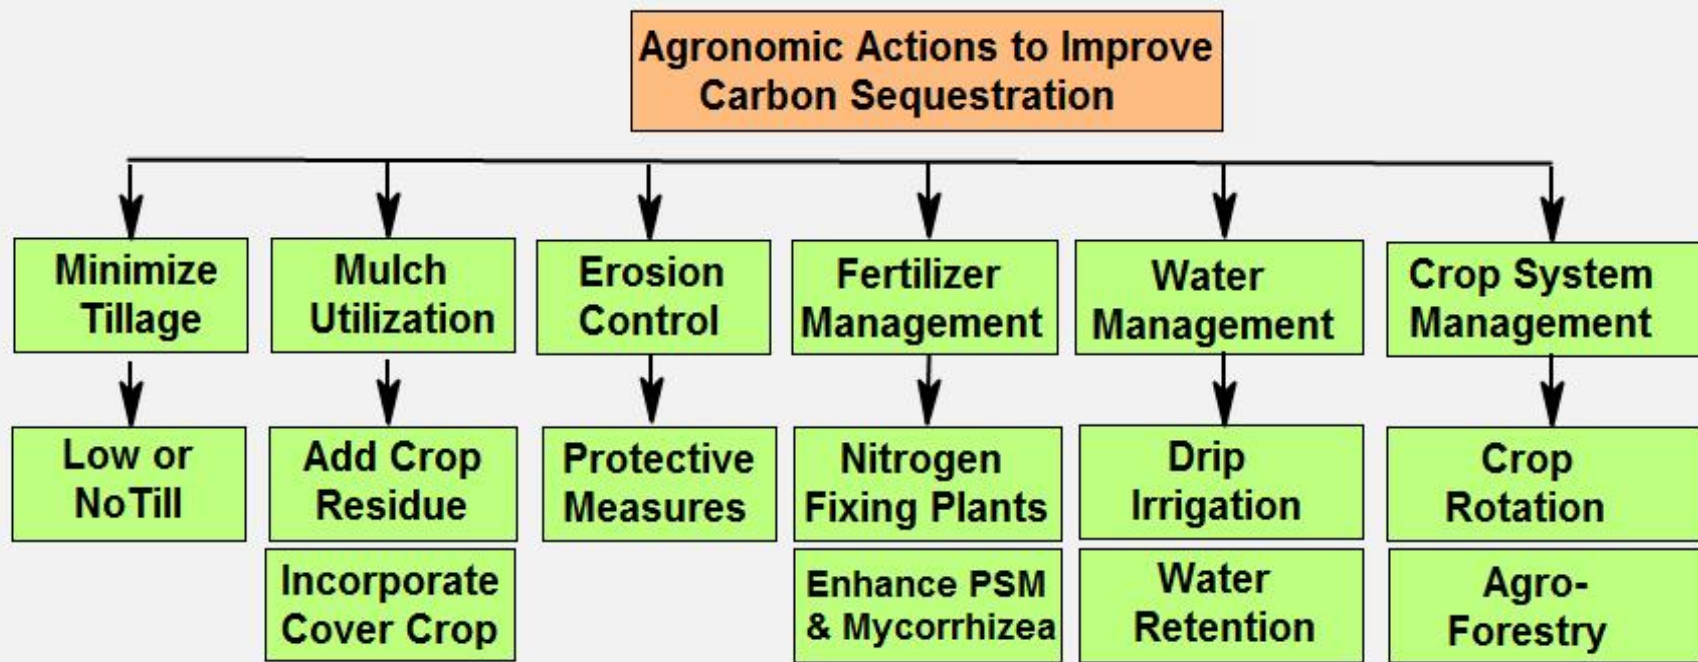 Agronomic Actions to Improve
Carbon Sequestration
Minimize
Tillage
Mulch
Utilization
Erosion
Control
Fertilizer
Management
Water
Management
Crop System
Management
Low or
NoTill
Add Crop
Residue
Protective
Measures
Nitrogen
Fixing Plants
Drip
Irrigation
Crop
Rotation
Incorporate
Cover Crop
Enhance PSM
& Mycorrhizea
Water
Retention
Agro-
Forestry